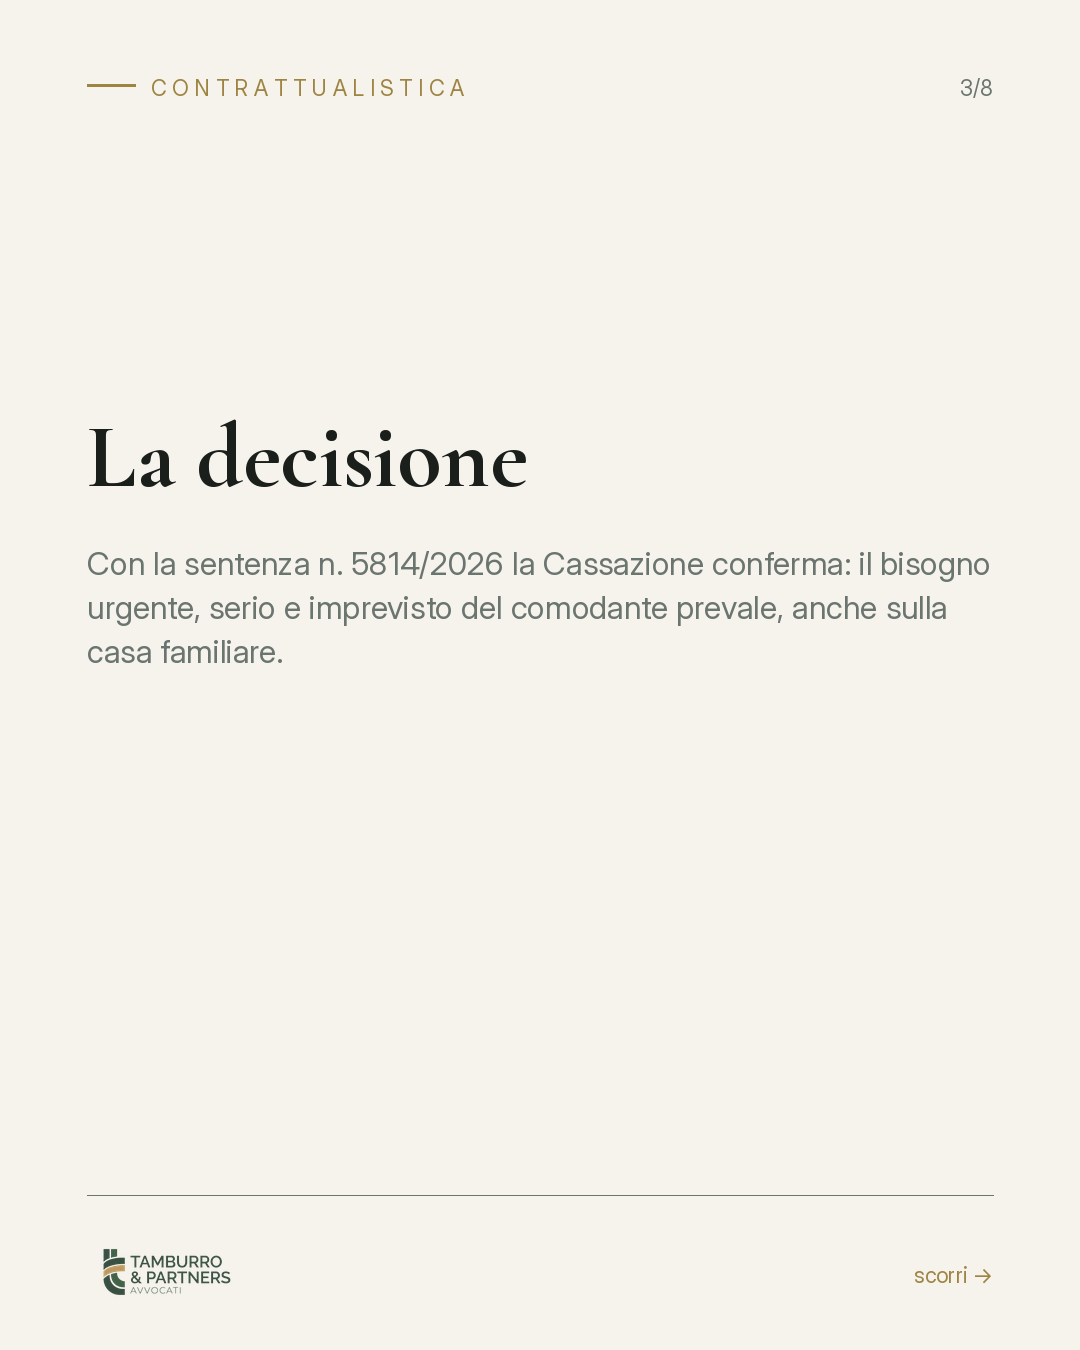 CONTRATTUALISTICA
3/8
La decisione
Con la sentenza n. 5814/2026 la Cassazione conferma: il bisogno
urgente, serio e imprevisto del comodante prevale, anche sulla
casa familiare.
TAMBURRO
& PARTNERS
AVVOCATI
scorri →